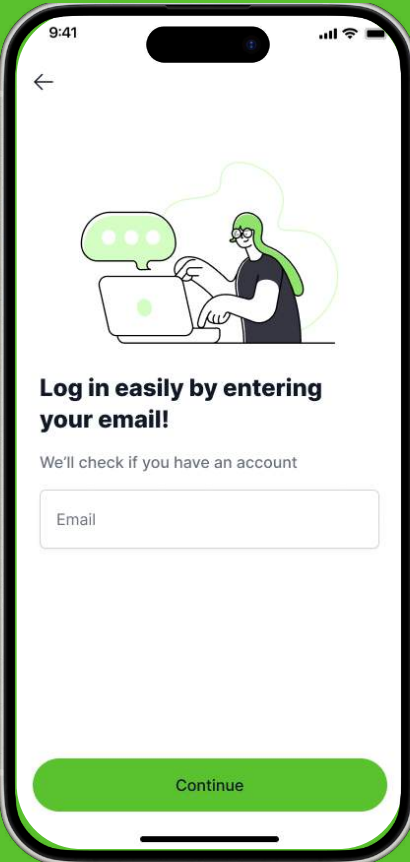 9:41
Log in easily by entering
your email!
We'll check if you have an account
Email
Continue